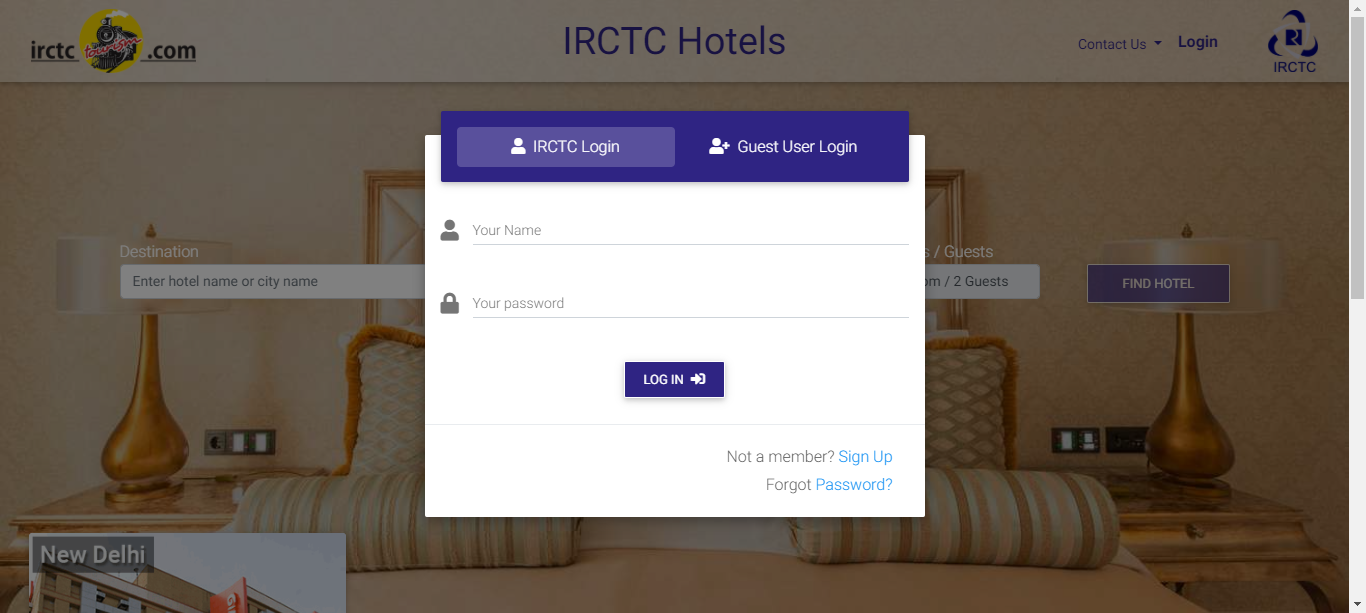 irctc tourism .com
IRCTC Hotels
Contact Us
Login
IRCTC
IRCTC Login
Guest User Login
Your Name
Destination
/ Guests
Enter hotel name or city name
/ 2 Guests
FIND HOTEL
Your password
LOG IN
Not a member? Sign Up
Forgot Password?
New Delhi